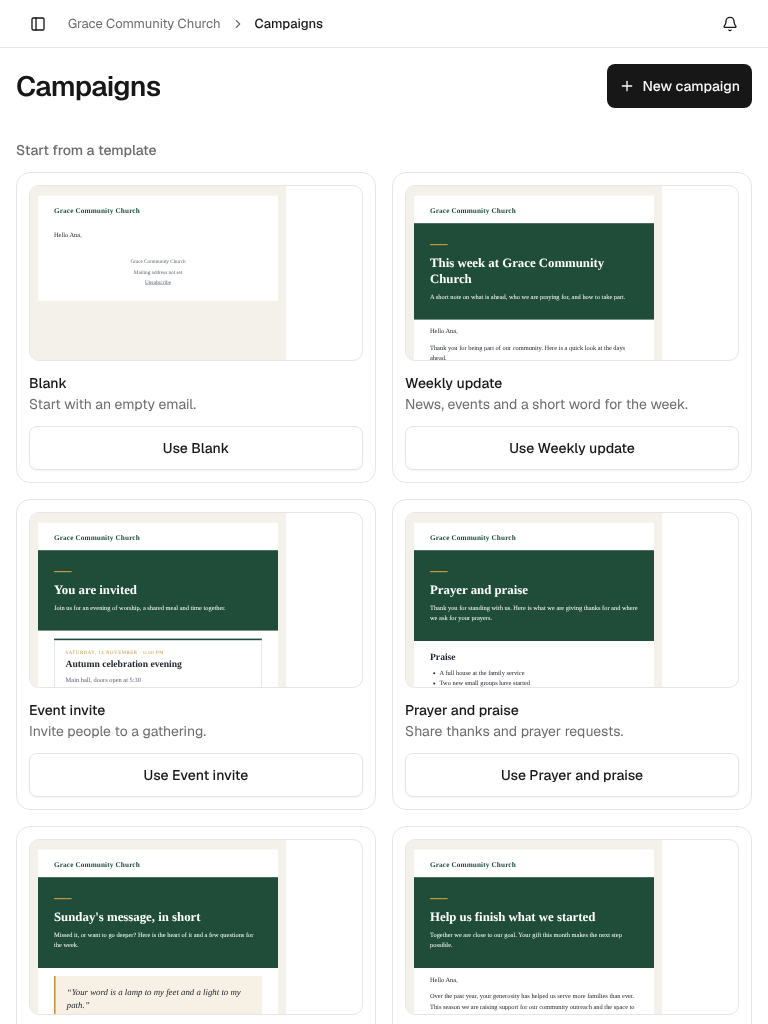 Grace Community Church > Campaigns
Campaigns
+ New campaign
Start from a template
Grace Community Church
Hello Ana,
Grace Community Church
Mailing address not set
Unsubscribe
Blank
Start with an empty email.
Use Blank
Grace Community Church
This week at Grace Community
Church
A short note on what is ahead, who we are praying for, and how to take part.
Hello Ana,
Thank you for being part of our community. Here is a quick look at the days
ahead.
Weekly update
News, events and a short word for the week.
Use Weekly update
Grace Community Church
You are invited
Join us for an evening of worship, a shared meal and time together.
SATURDAY, 14 NOVEMBER · 6:00 PM
Autumn celebration evening
Main hall, doors open at 5:30
Event invite
Invite people to a gathering.
Use Event invite
Grace Community Church
Prayer and praise
Thank you for standing with us. Here is what we are giving thanks for and where
we ask for your prayers.
Praise
• A full house at the family service
• Two new small groups have started
Prayer and praise
Share thanks and prayer requests.
Use Prayer and praise
Grace Community Church
Sunday's message, in short
Missed it, or want to go deeper? Here is the heart of it and a few questions for
the week.
“Your word is a lamp to my feet and a light to my
path.”
Grace Community Church
Help us finish what we started
Together we are close to our goal. Your gift this month makes the next step
possible.
Hello Ana,
Over the past year, your generosity has helped us serve more families than ever.
This season we are raising support for our community outreach and the space to